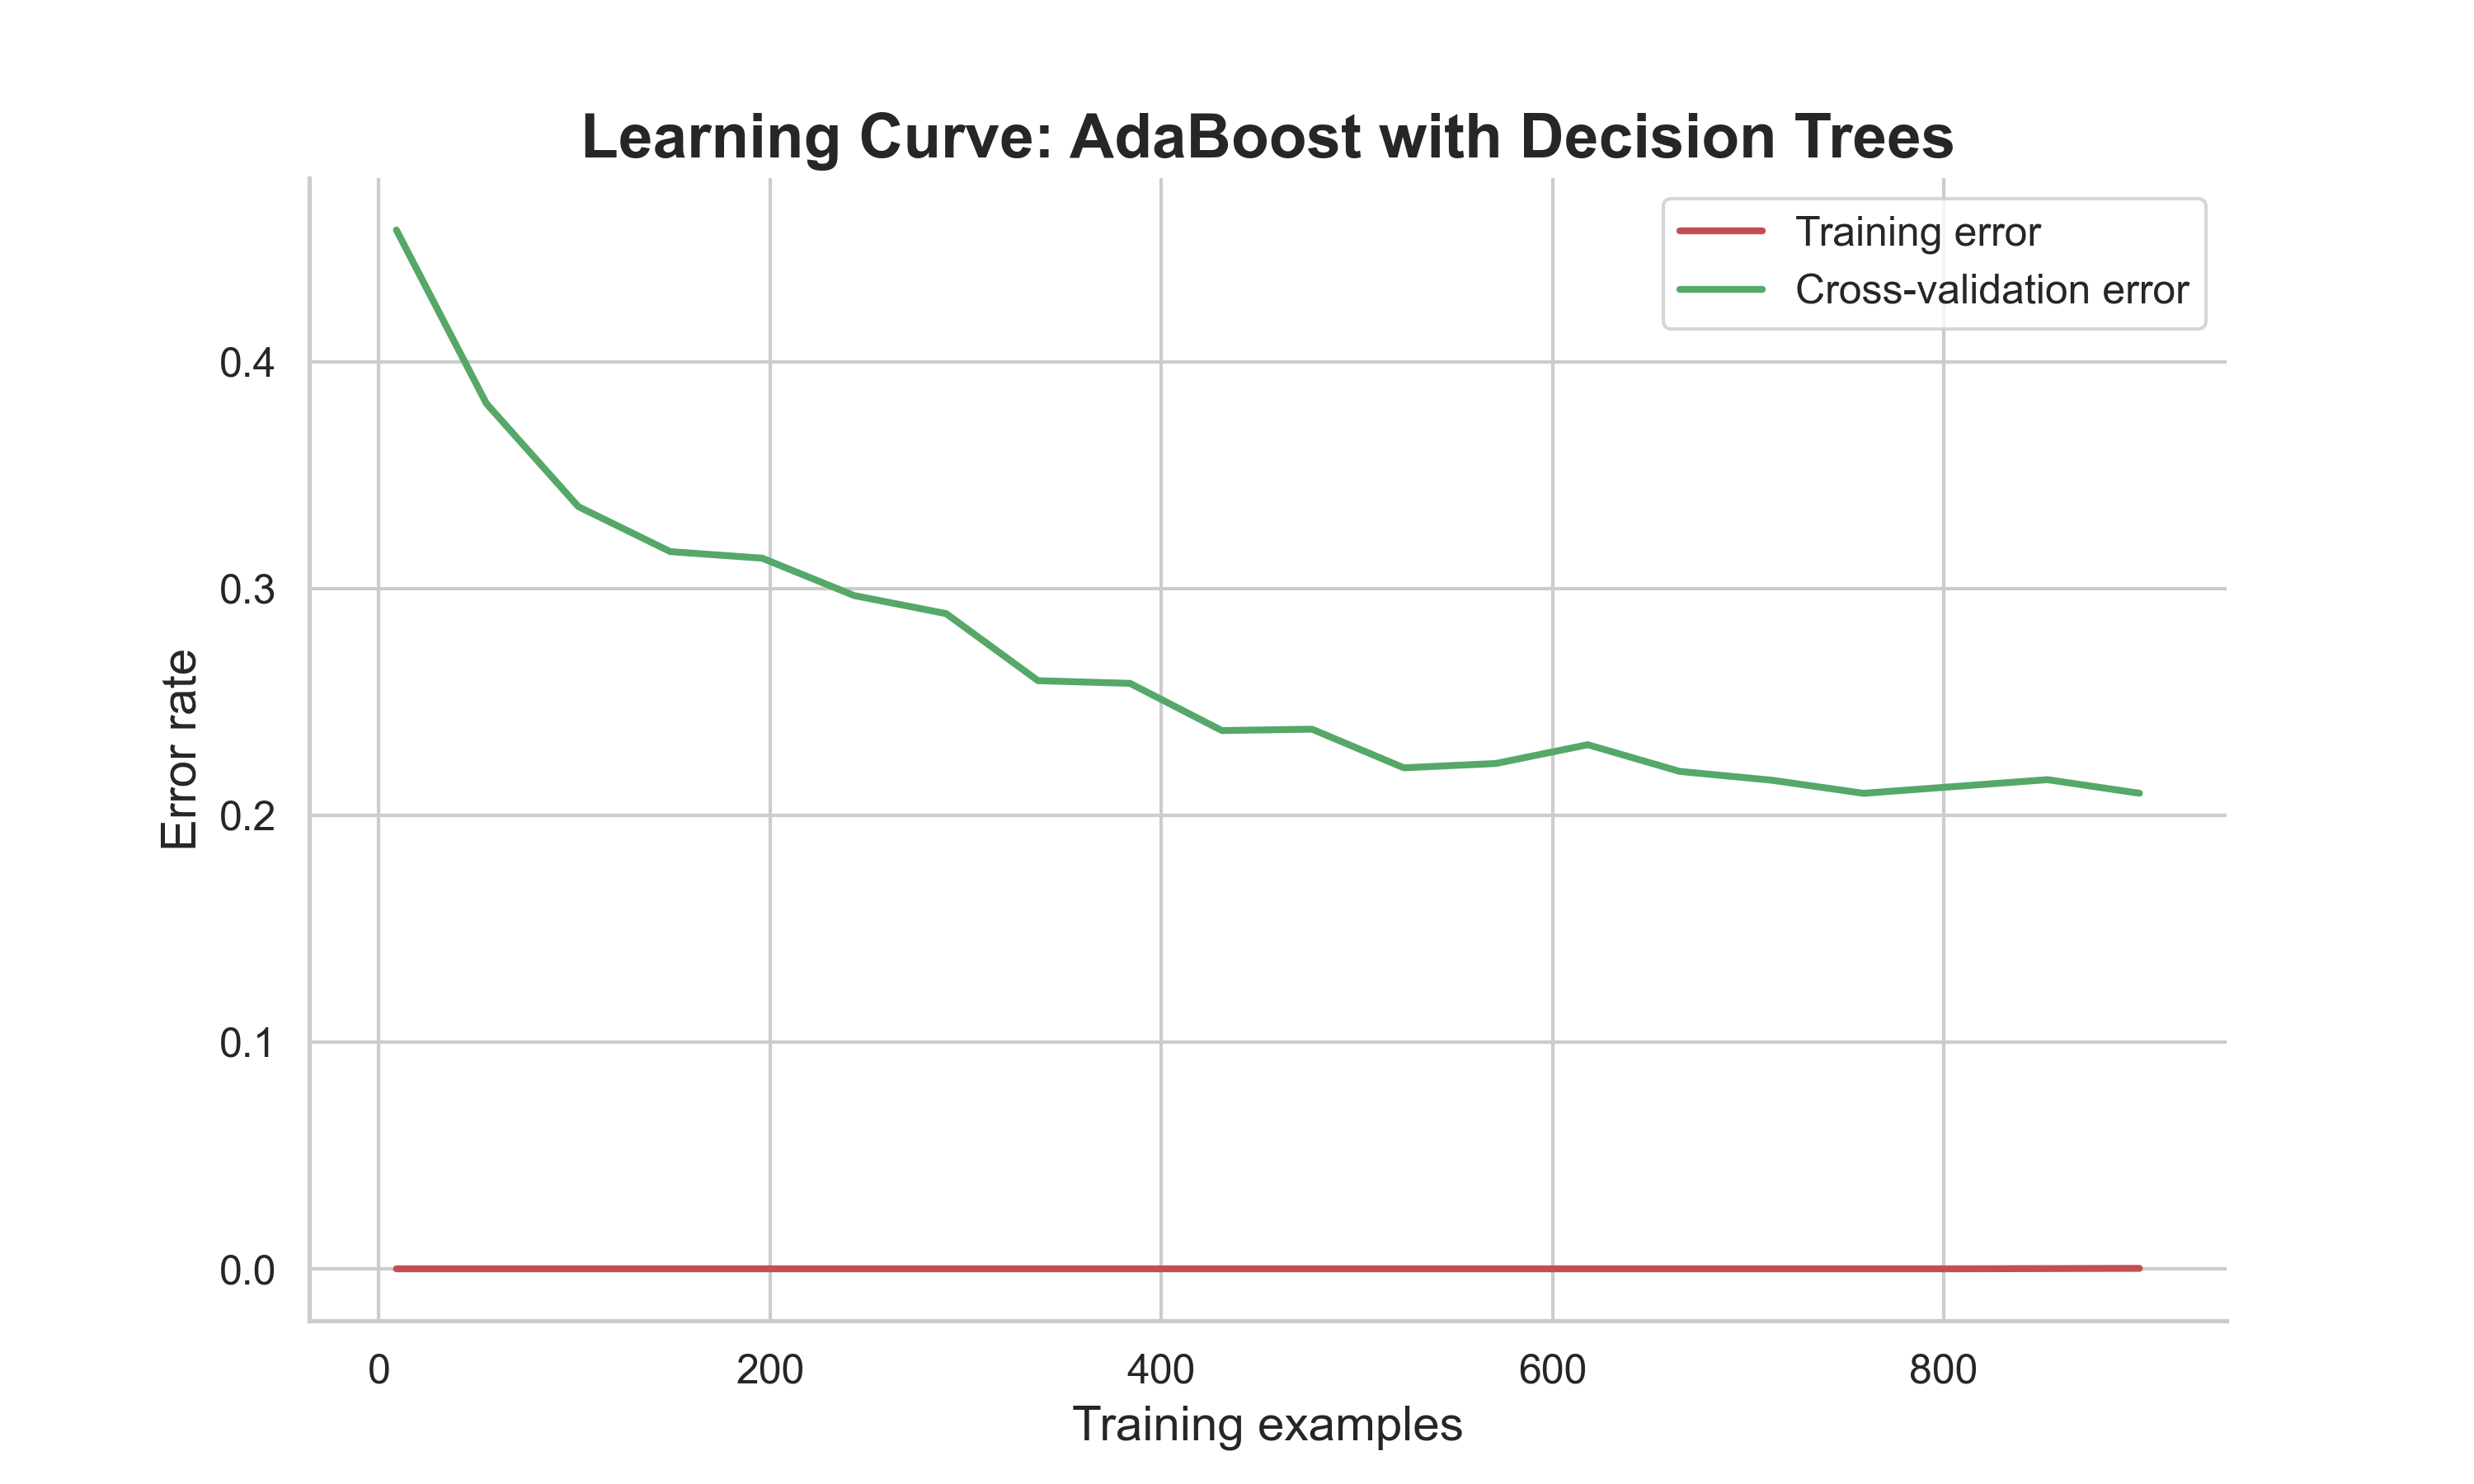 Learning Curve: AdaBoost with Decision Trees
Training error
Cross-validation error
Error rate
0.4
0.3
0.2
0.1
0.0
0 200 400 600 800
Training examples